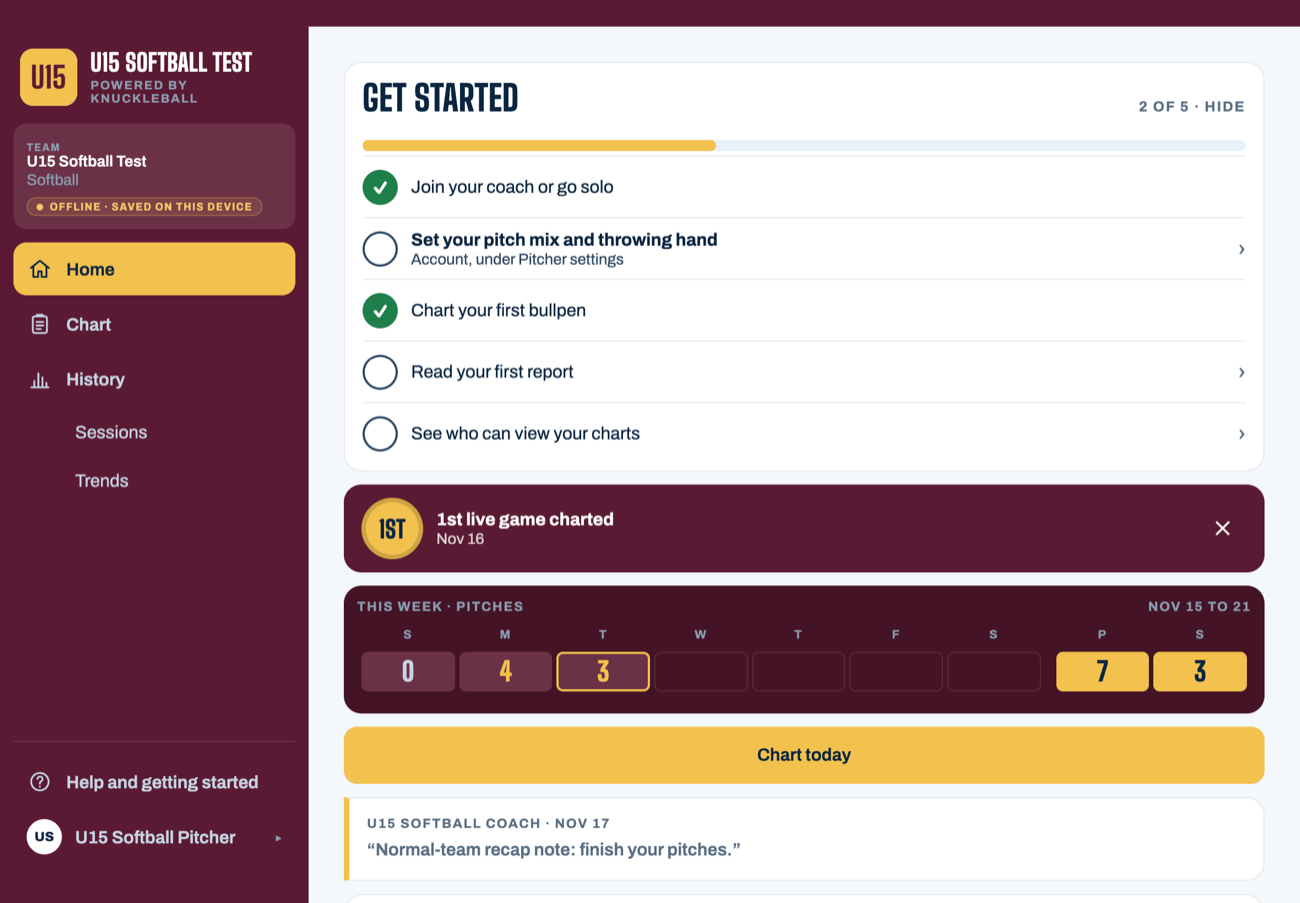 U15
U15 SOFTBALL TEST
POWERED BY
KNUCKLEBALL
TEAM
U15 Softball Test
Softball
OFFLINE · SAVED ON THIS DEVICE
Home
Chart
History
Sessions
Trends
Help and getting started
US
U15 Softball Pitcher
GET STARTED
2 OF 5 · HIDE
Join your coach or go solo
Set your pitch mix and throwing hand
Account, under Pitcher settings
Chart your first bullpen
Read your first report
See who can view your charts
1ST
1st live game charted
Nov 16
THIS WEEK · PITCHES
NOV 15 TO 21
S M T W T F S P S
0 4 3 7 3
Chart today
U15 SOFTBALL COACH · NOV 17
“Normal-team recap note: finish your pitches.”